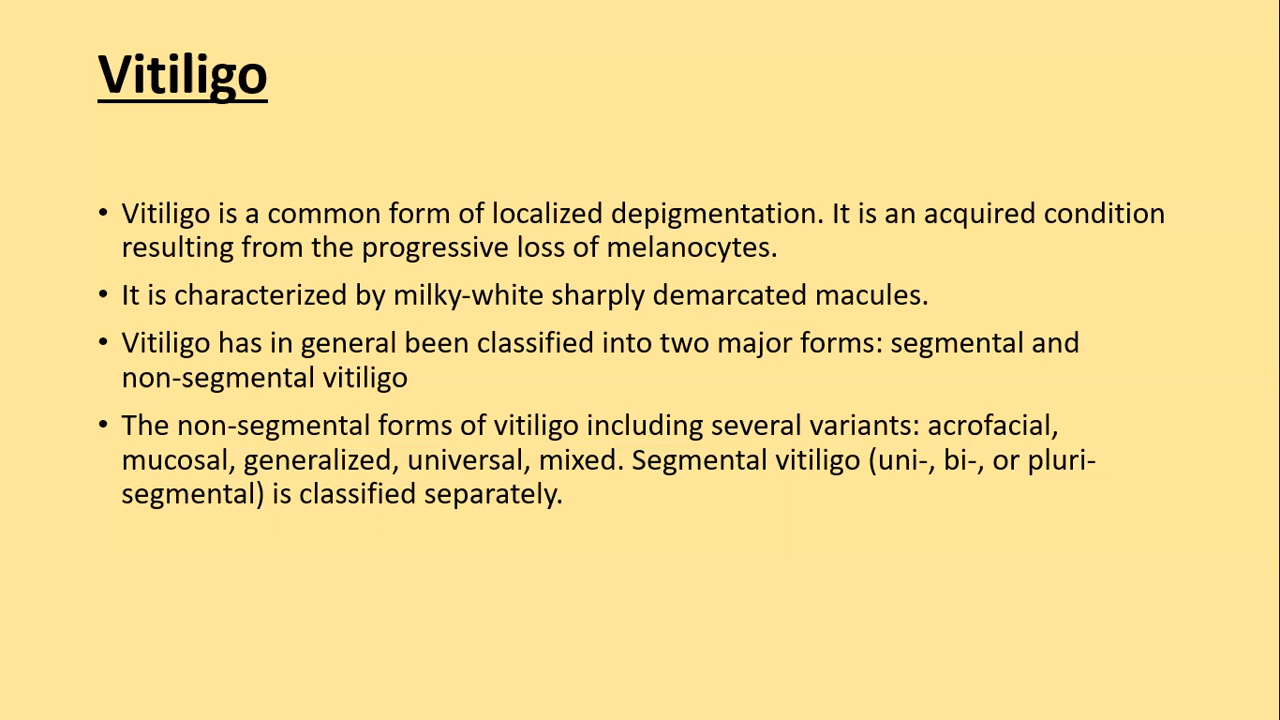 Vitiligo
• Vitiligo is a common form of localized depigmentation. It is an acquired condition
resulting from the progressive loss of melanocytes.
• It is characterized by milky-white sharply demarcated macules.
• Vitiligo has in general been classified into two major forms: segmental and
non-segmental vitiligo
• The non-segmental forms of vitiligo including several variants: acrofacial,
mucosal, generalized, universal, mixed. Segmental vitiligo (uni-, bi-, or pluri-
segmental) is classified separately.